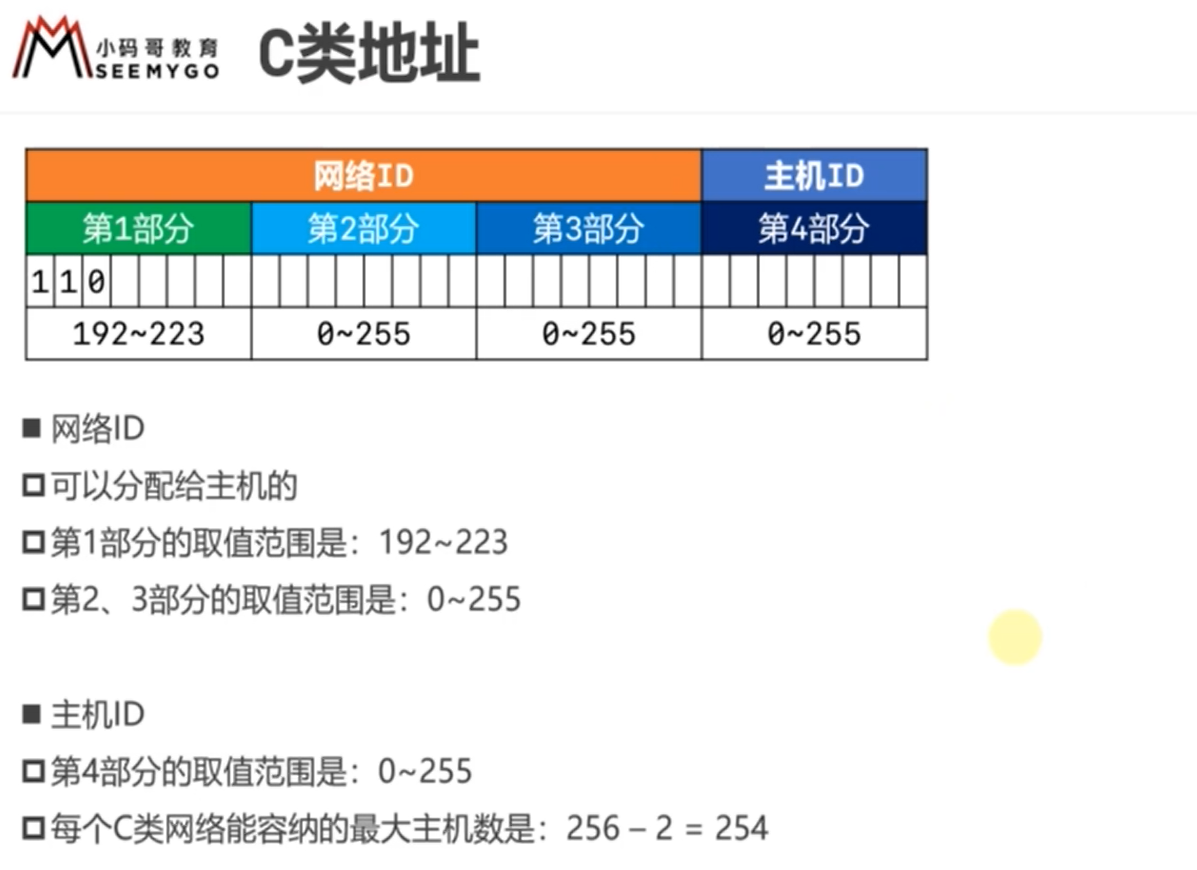 小码哥教育
SEEMYGO
C类地址
网络ID 主机ID
第1部分 第2部分 第3部分 第4部分
1 1 0
192~223 0~255 0~255 0~255
■ 网络ID
可以分配给主机的
第1部分的取值范围是：192~223
第2、3部分的取值范围是：0~255
■ 主机ID
第4部分的取值范围是：0~255
每个C类网络能容纳的最大主机数是：256 – 2 = 254